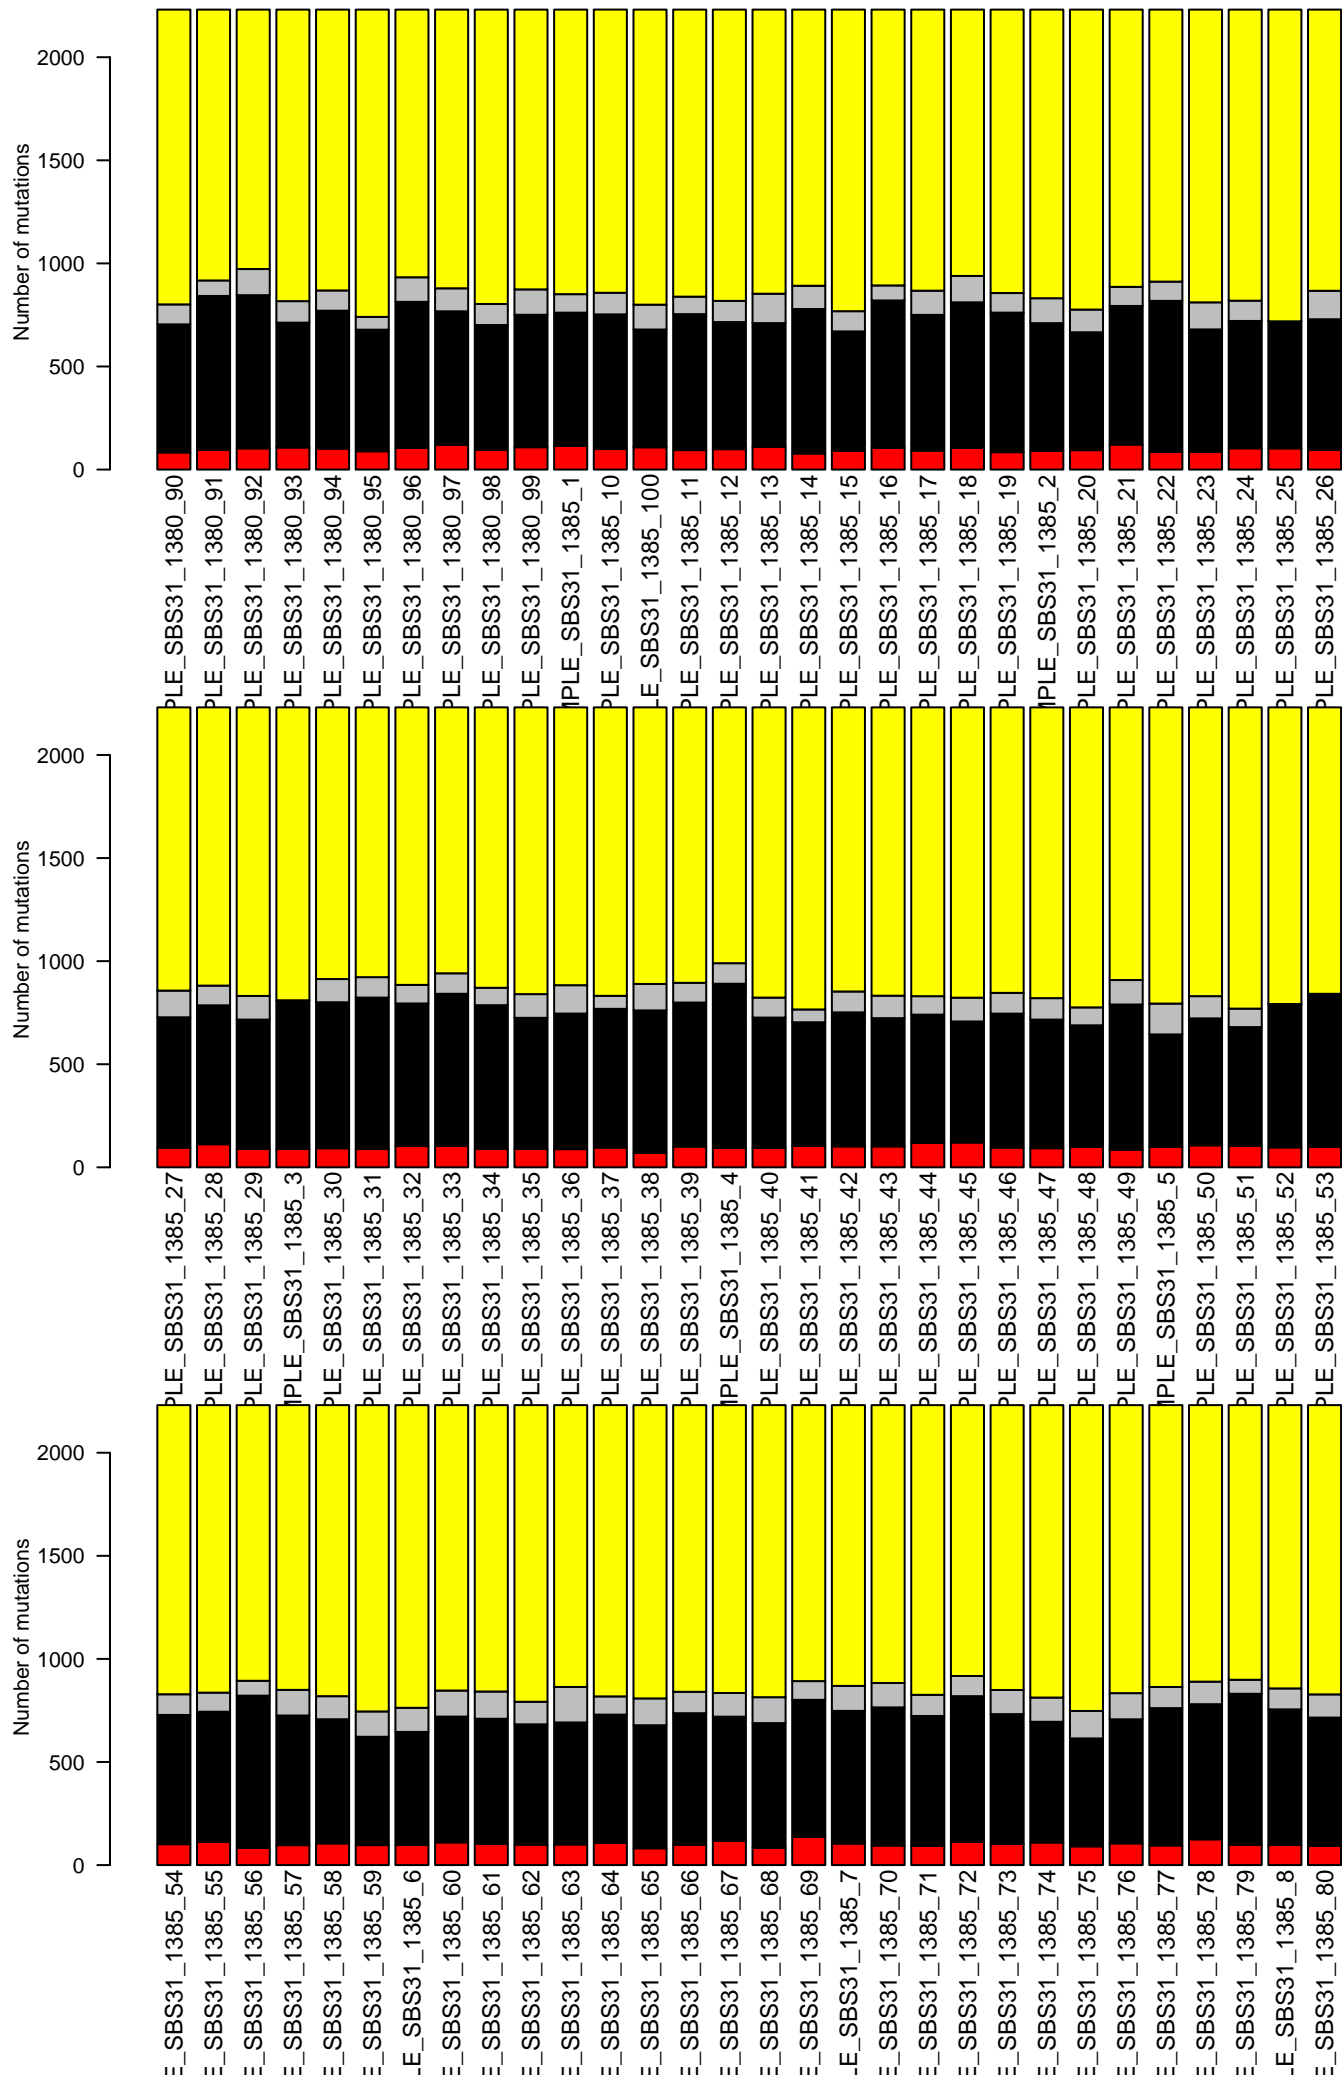 Number of mutations
2000
1500
1000
500
0
PLE_SBS31_1380_90
PLE_SBS31_1380_91
PLE_SBS31_1380_92
PLE_SBS31_1380_93
PLE_SBS31_1380_94
PLE_SBS31_1380_95
PLE_SBS31_1380_96
PLE_SBS31_1380_97
PLE_SBS31_1380_98
PLE_SBS31_1380_99
MPLE_SBS31_1385_1
PLE_SBS31_1385_10
LE_SBS31_1385_100
PLE_SBS31_1385_11
PLE_SBS31_1385_12
PLE_SBS31_1385_13
PLE_SBS31_1385_14
PLE_SBS31_1385_15
PLE_SBS31_1385_16
PLE_SBS31_1385_17
PLE_SBS31_1385_18
PLE_SBS31_1385_19
MPLE_SBS31_1385_2
PLE_SBS31_1385_20
PLE_SBS31_1385_21
PLE_SBS31_1385_22
PLE_SBS31_1385_23
PLE_SBS31_1385_24
PLE_SBS31_1385_25
PLE_SBS31_1385_26
Number of mutations
2000
1500
1000
500
0
PLE_SBS31_1385_27
PLE_SBS31_1385_28
PLE_SBS31_1385_29
MPLE_SBS31_1385_3
PLE_SBS31_1385_30
PLE_SBS31_1385_31
PLE_SBS31_1385_32
PLE_SBS31_1385_33
PLE_SBS31_1385_34
PLE_SBS31_1385_35
PLE_SBS31_1385_36
PLE_SBS31_1385_37
PLE_SBS31_1385_38
PLE_SBS31_1385_39
MPLE_SBS31_1385_4
PLE_SBS31_1385_40
PLE_SBS31_1385_41
PLE_SBS31_1385_42
PLE_SBS31_1385_43
PLE_SBS31_1385_44
PLE_SBS31_1385_45
PLE_SBS31_1385_46
PLE_SBS31_1385_47
PLE_SBS31_1385_48
PLE_SBS31_1385_49
MPLE_SBS31_1385_5
PLE_SBS31_1385_50
PLE_SBS31_1385_51
PLE_SBS31_1385_52
PLE_SBS31_1385_53
Number of mutations
2000
1500
1000
500
0
E_SBS31_1385_54
E_SBS31_1385_55
E_SBS31_1385_56
E_SBS31_1385_57
E_SBS31_1385_58
E_SBS31_1385_59
LE_SBS31_1385_6
E_SBS31_1385_60
E_SBS31_1385_61
E_SBS31_1385_62
E_SBS31_1385_63
E_SBS31_1385_64
E_SBS31_1385_65
E_SBS31_1385_66
E_SBS31_1385_67
E_SBS31_1385_68
E_SBS31_1385_69
LE_SBS31_1385_7
E_SBS31_1385_70
E_SBS31_1385_71
E_SBS31_1385_72
E_SBS31_1385_73
E_SBS31_1385_74
E_SBS31_1385_75
E_SBS31_1385_76
E_SBS31_1385_77
E_SBS31_1385_78
E_SBS31_1385_79
LE_SBS31_1385_8
E_SBS31_1385_80